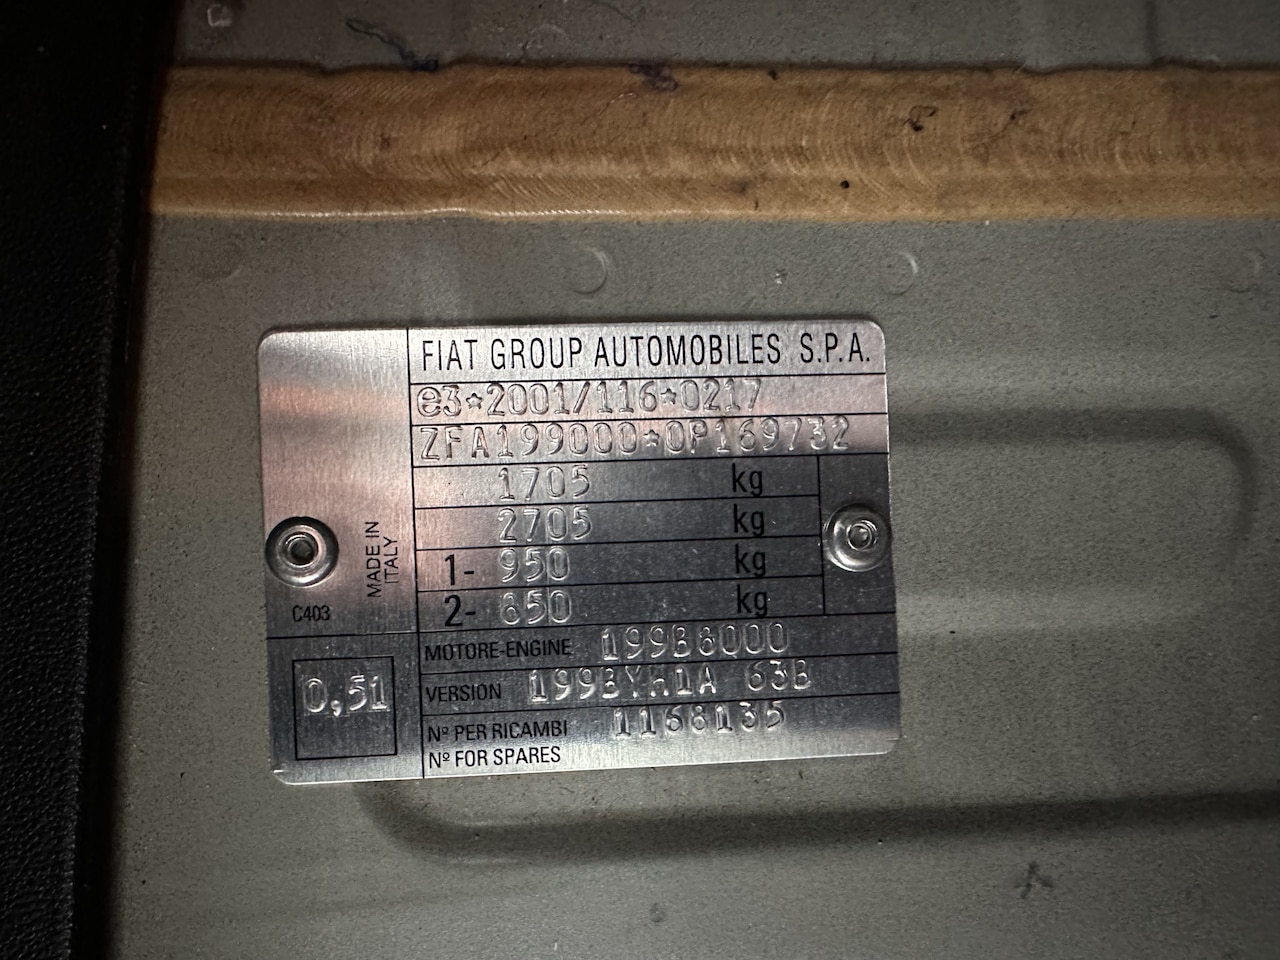 FIAT GROUP AUTOMOBILES S.P.A.
e3*2001/116*0217
ZFA199000*0P169732
1705 kg
2705 kg
1- 950 kg
2- 850 kg
MADE IN
ITALY
C403
0,51
MOTORE-ENGINE 199B8000
VERSION 199BYH1A 63B
Nº PER RICAMBI 1168135
Nº FOR SPARES